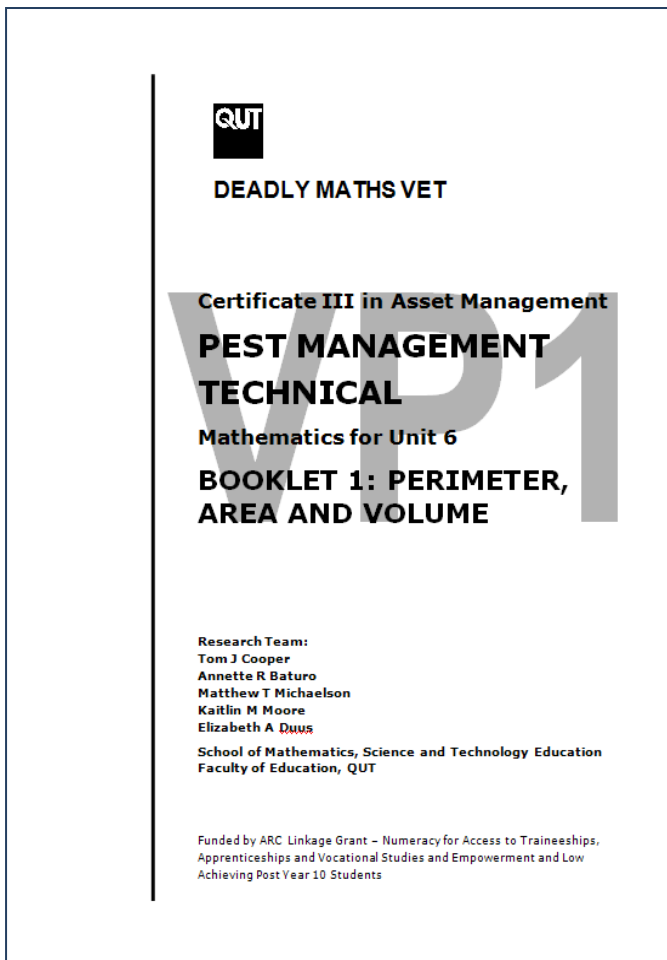 QUT
DEADLY MATHS VET
VP1
Certificate III in Asset Management
PEST MANAGEMENT
TECHNICAL
Mathematics for Unit 6
BOOKLET 1: PERIMETER,
AREA AND VOLUME
Research Team:
Tom J Cooper
Annette R Baturo
Matthew T Michaelson
Kaitlin M Moore
Elizabeth A Duus
School of Mathematics, Science and Technology Education
Faculty of Education, QUT
Funded by ARC Linkage Grant – Numeracy for Access to Traineeships,
Apprenticeships and Vocational Studies and Empowerment and Low
Achieving Post Year 10 Students